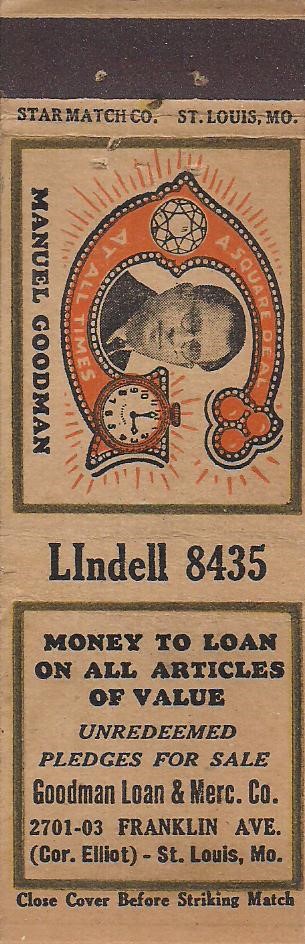 STAR MATCH CO. ST. LOUIS, MO.
A SQUARE DEAL
AT ALL TIMES
MANUEL GOODMAN
LIndell 8435
MONEY TO LOAN
ON ALL ARTICLES
OF VALUE
UNREDEEMED
PLEDGES FOR SALE
Goodman Loan & Merc. Co.
2701-03 FRANKLIN AVE.
(Cor. Elliot) - St. Louis, Mo.
Close Cover Before Striking Match